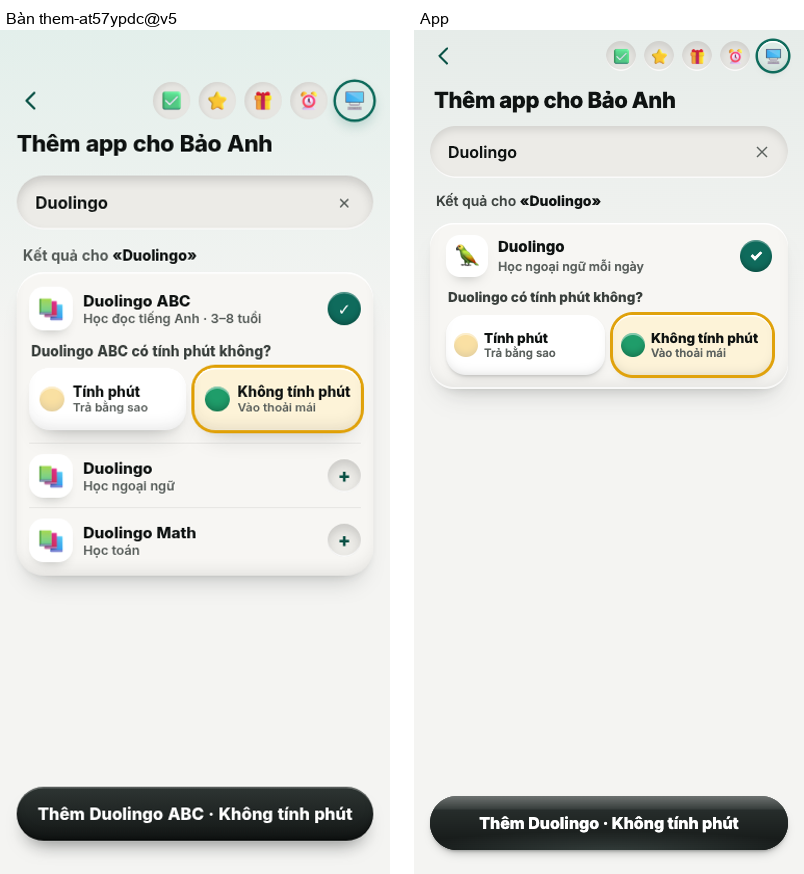 Bản them-at57ypdc@v5
Thêm app cho Bảo Anh
Duolingo
Kết quả cho «Duolingo»
Duolingo ABC
Học đọc tiếng Anh · 3–8 tuổi
Duolingo ABC có tính phút không?
Tính phút
Trả bằng sao
Không tính phút
Vào thoải mái
Duolingo
Học ngoại ngữ
Duolingo Math
Học toán
Thêm Duolingo ABC · Không tính phút
App
Thêm app cho Bảo Anh
Duolingo
Kết quả cho «Duolingo»
Duolingo
Học ngoại ngữ mỗi ngày
Duolingo có tính phút không?
Tính phút
Trả bằng sao
Không tính phút
Vào thoải mái
Thêm Duolingo · Không tính phút